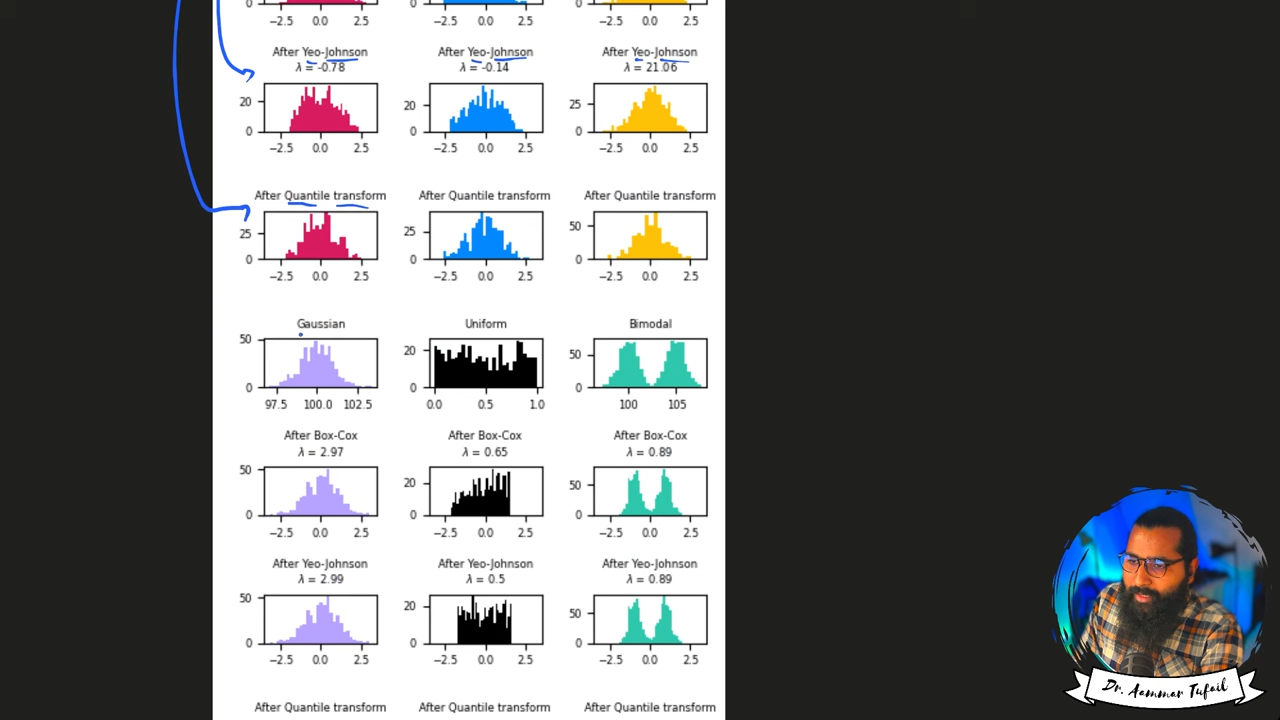 0 0 0
−2.5 0.0 2.5 −2.5 0.0 2.5 −2.5 0.0 2.5
After Yeo-Johnson After Yeo-Johnson After Yeo-Johnson
λ = -0.78 λ = -0.14 λ = 21.06
20 20 25
0 0 0
−2.5 0.0 2.5 −2.5 0.0 2.5 −2.5 0.0 2.5
After Quantile transform After Quantile transform After Quantile transform
25 25 50
0 0 0
−2.5 0.0 2.5 −2.5 0.0 2.5 −2.5 0.0 2.5
Gaussian Uniform Bimodal
50 20 50
0 0 0
97.5 100.0 102.5 0.0 0.5 1.0 100 105
After Box-Cox After Box-Cox After Box-Cox
λ = 2.97 λ = 0.65 λ = 0.89
50 20 50
0 0 0
−2.5 0.0 2.5 −2.5 0.0 2.5 −2.5 0.0 2.5
After Yeo-Johnson After Yeo-Johnson After Yeo-Johnson
λ = 2.99 λ = 0.5 λ = 0.89
50 20 50
0 0 0
−2.5 0.0 2.5 −2.5 0.0 2.5 −2.5 0.0 2.5
After Quantile transform After Quantile transform After Quantile transform
Dr. Aammar Tufail